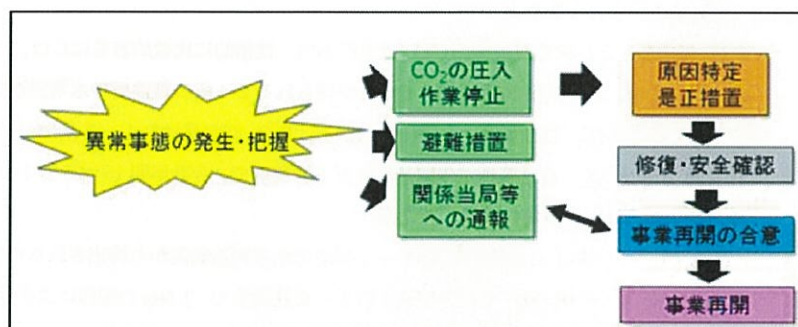 異常事態の発生・把握
CO₂の圧入
作業停止
避難措置
関係当局等
への通報
原因特定
是正措置
修復・安全確認
事業再開の合意
事業再開